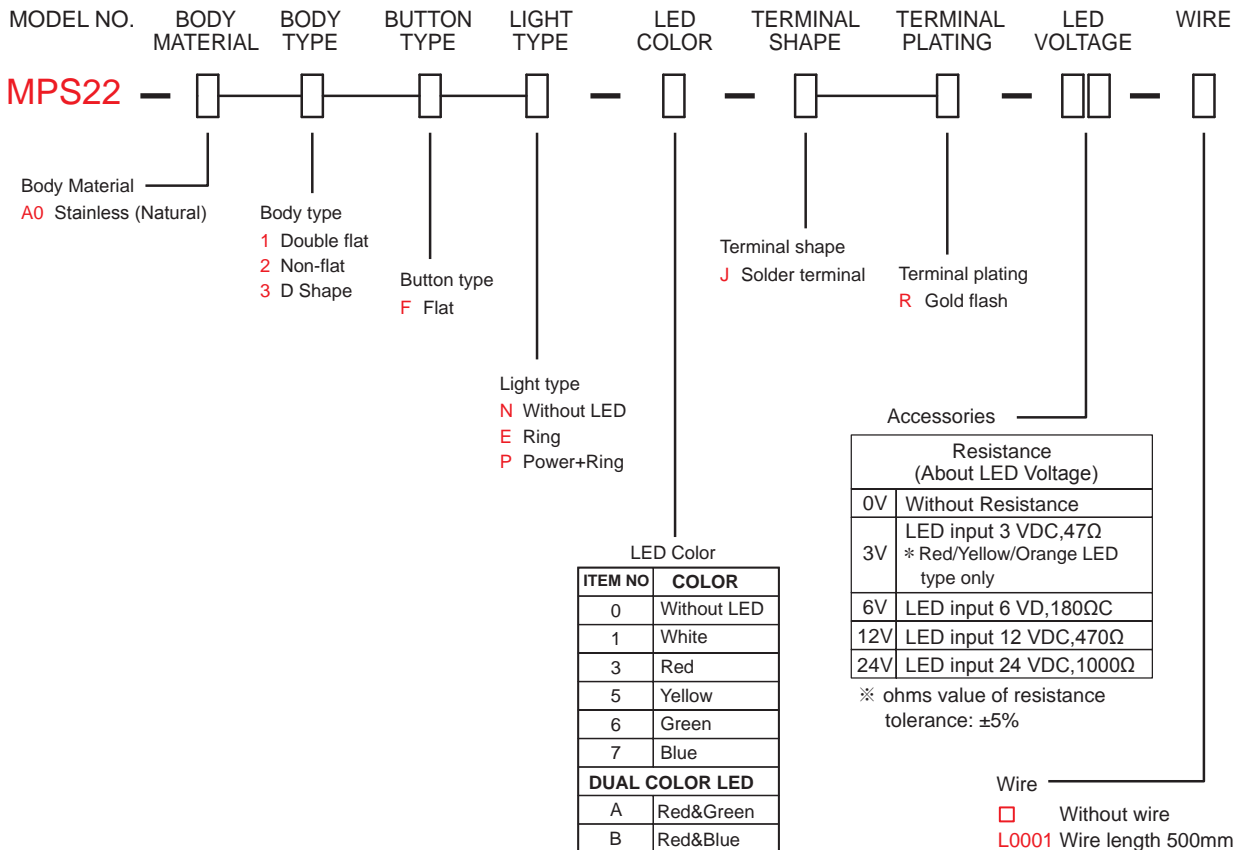 MODEL NO.
BODY
MATERIAL
BODY
TYPE
BUTTON
TYPE
LIGHT
TYPE
LED
COLOR
TERMINAL
SHAPE
TERMINAL
PLATING
LED
VOLTAGE
WIRE
MPS22
Body Material
A0 Stainless (Natural)
Body type
1 Double flat
2 Non-flat
3 D Shape
Button type
F Flat
Light type
N Without LED
E Ring
P Power+Ring
LED Color
ITEM NO COLOR
0 Without LED
1 White
3 Red
5 Yellow
6 Green
7 Blue
DUAL COLOR LED
A Red&Green
B Red&Blue
Terminal shape
J Solder terminal
Terminal plating
R Gold flash
Accessories
Resistance
(About LED Voltage)
0V Without Resistance
3V LED input 3 VDC,47Ω
* Red/Yellow/Orange LED
type only
6V LED input 6 VD,180ΩC
12V LED input 12 VDC,470Ω
24V LED input 24 VDC,1000Ω
※ ohms value of resistance
tolerance: ±5%
Wire
□ Without wire
L0001 Wire length 500mm